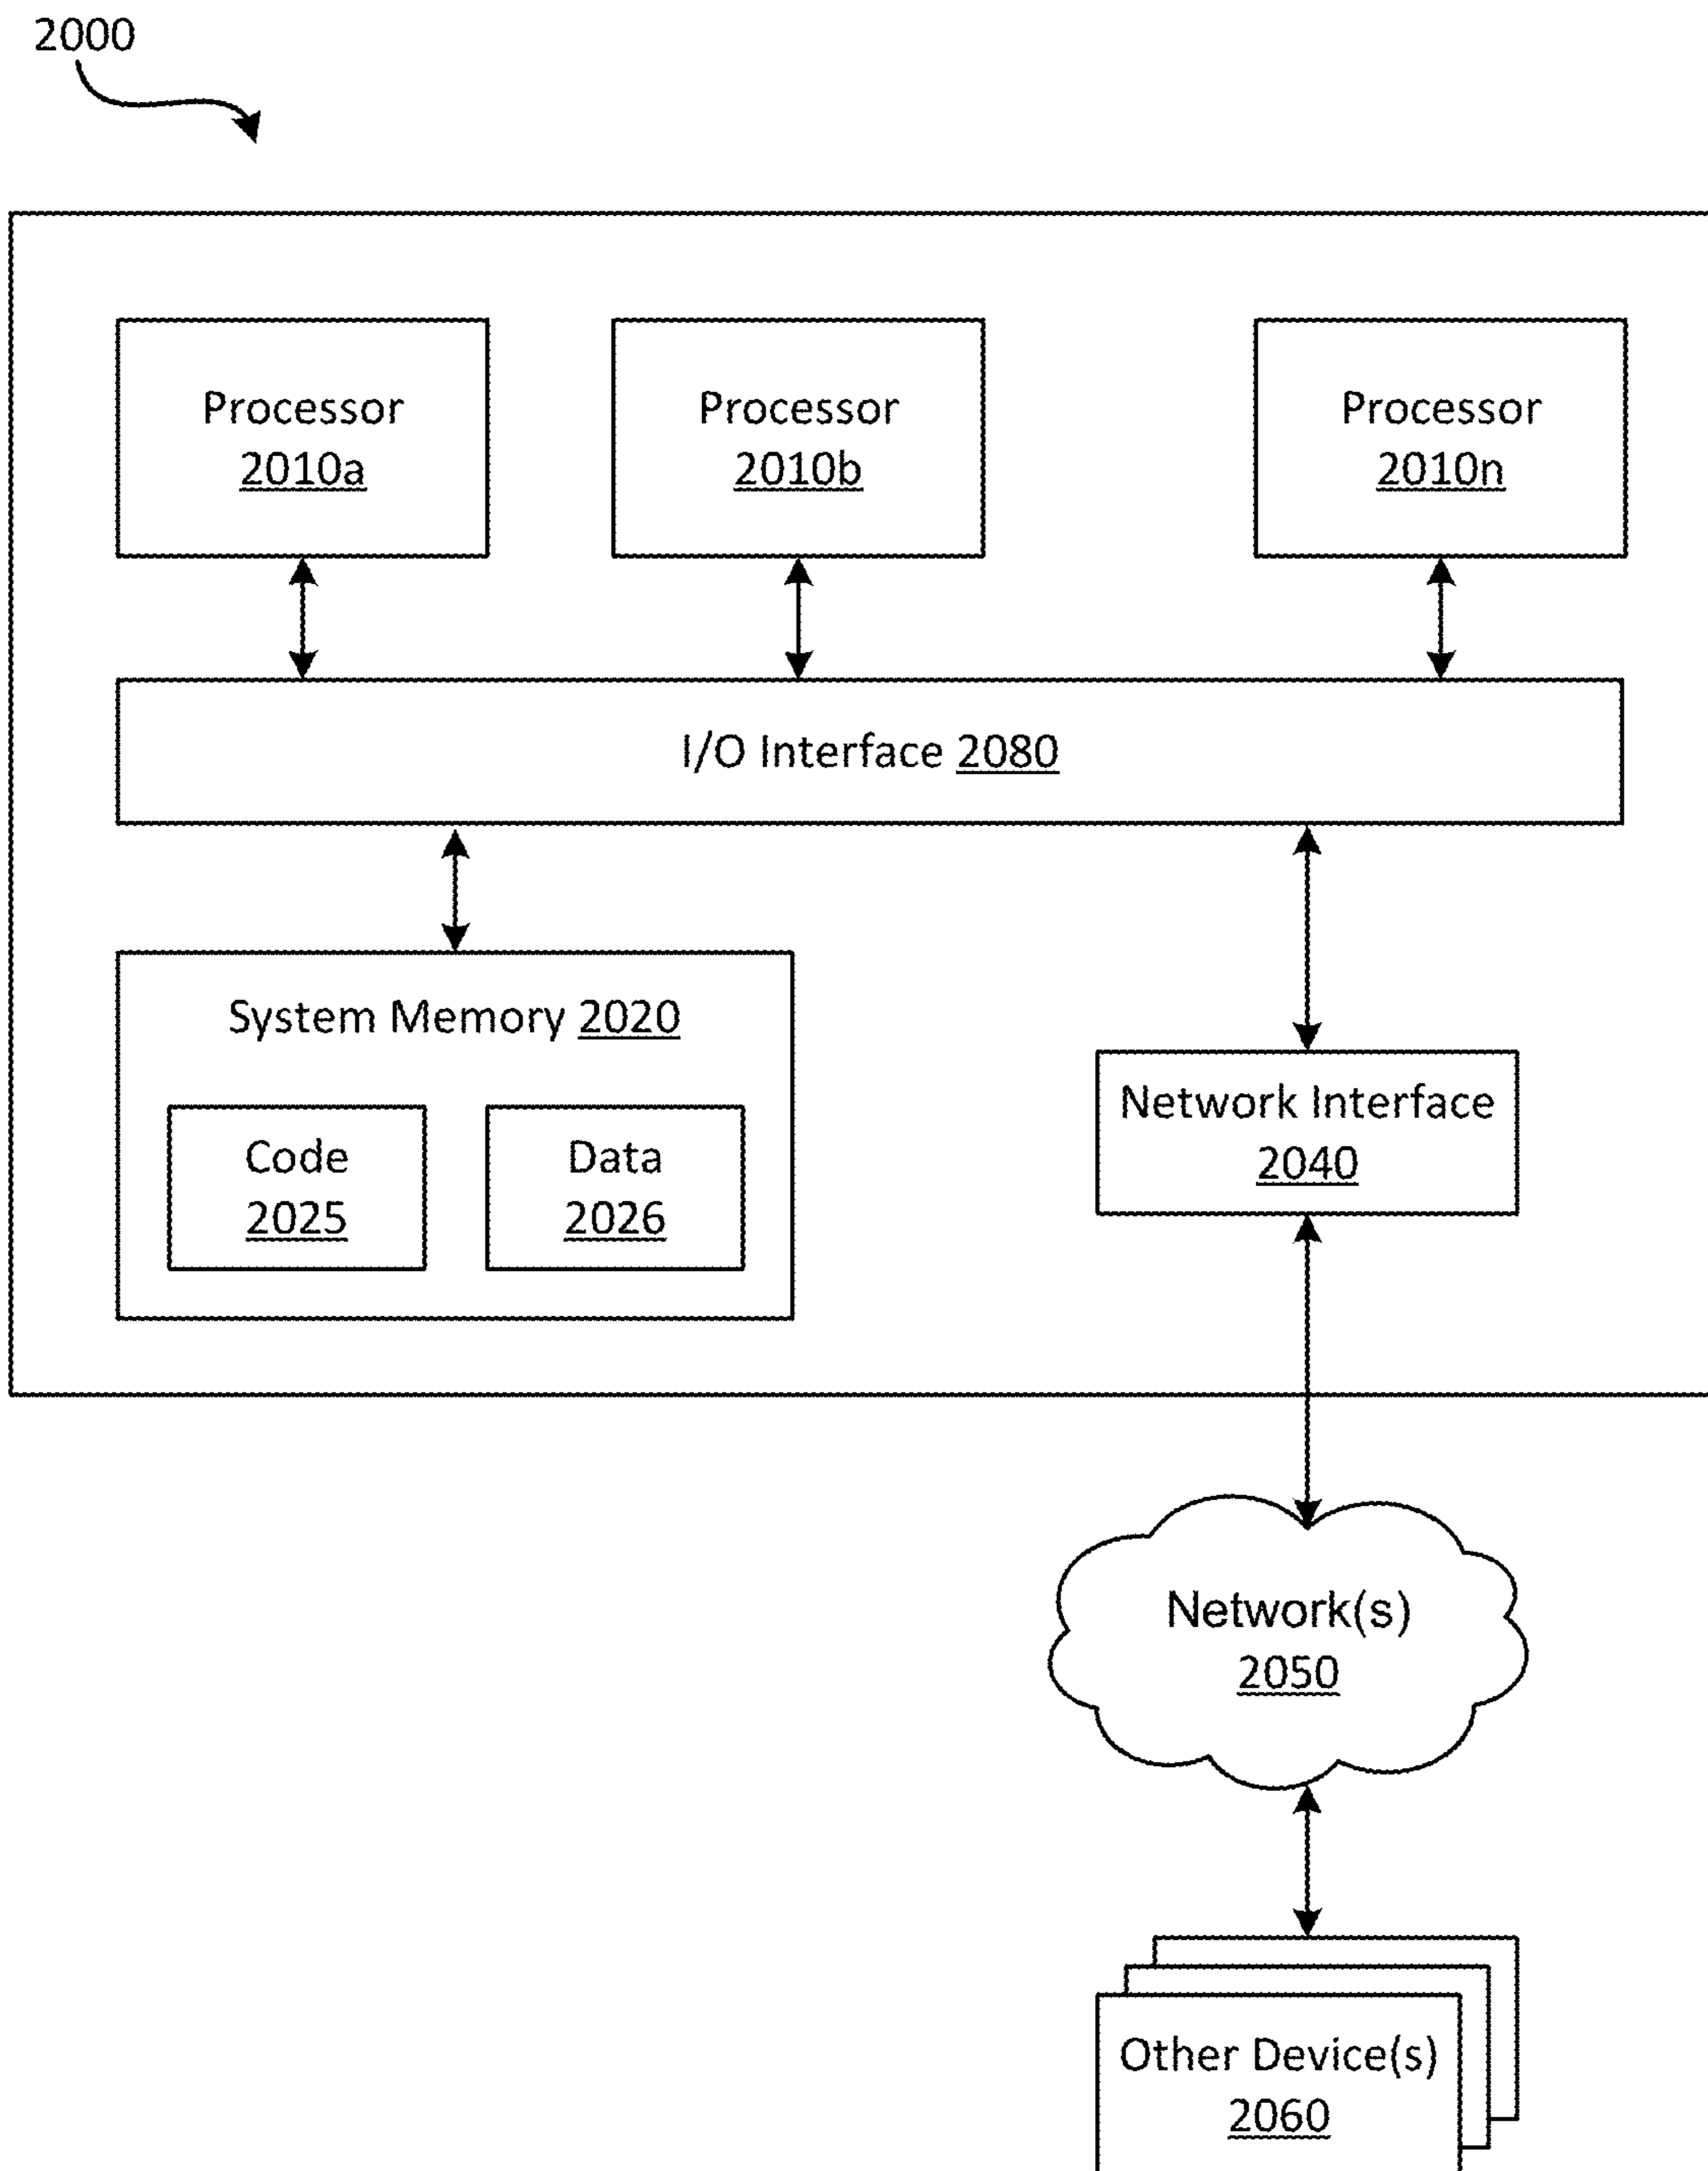 2000
Processor
2010a
Processor
2010b
Processor
2010n
I/O Interface 2080
System Memory 2020
Code
2025
Data
2026
Network Interface
2040
Network(s)
2050
Other Device(s)
2060